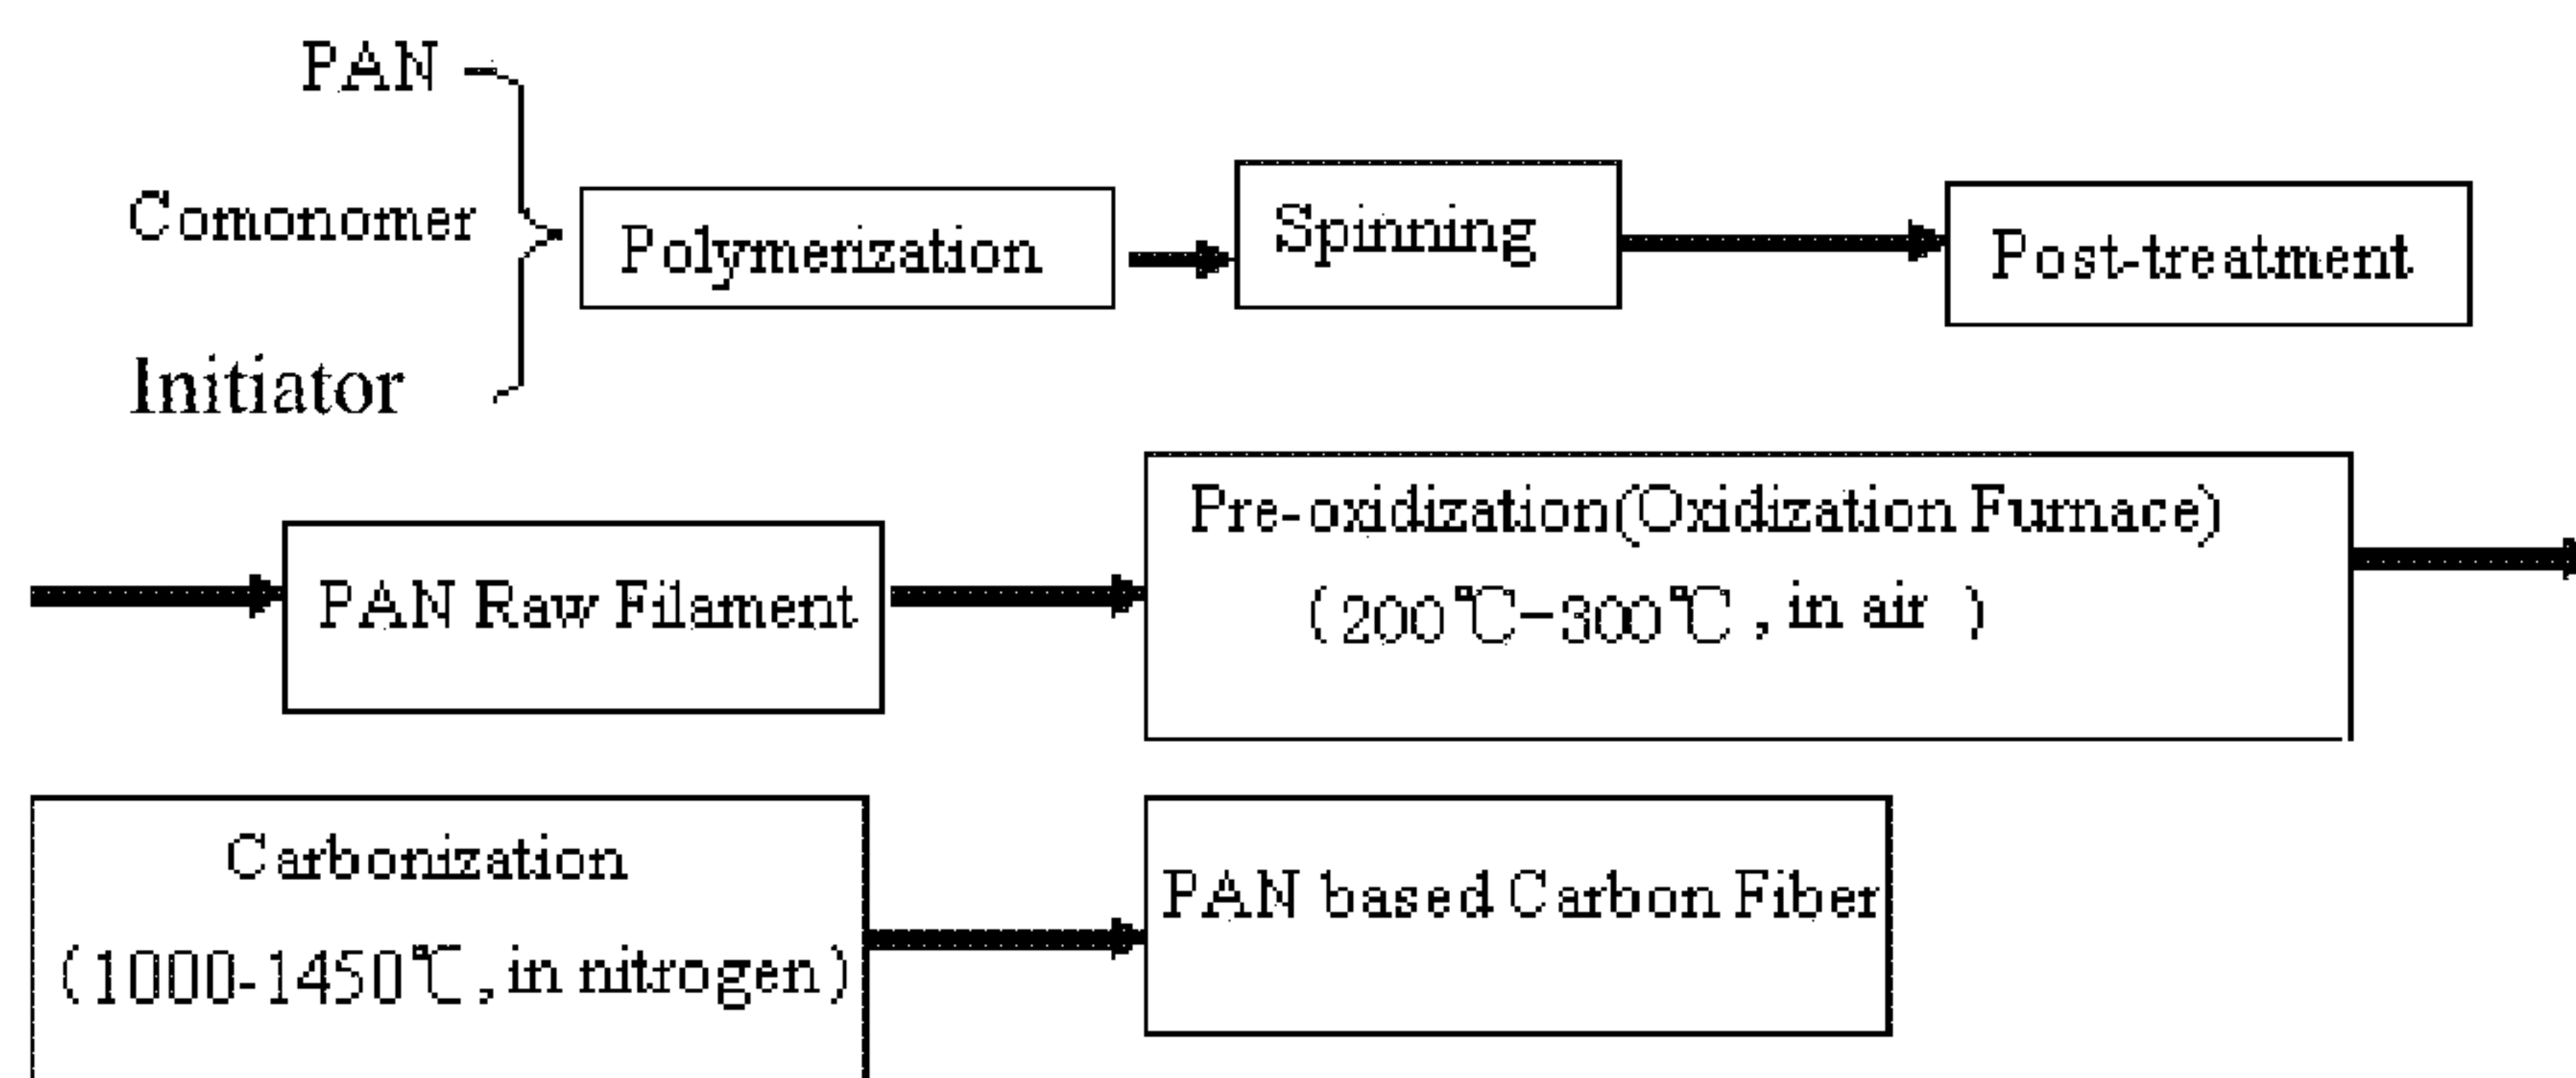 PAN
Comonomer
Initiator
Polymerization
Spinning
Post-treatment
PAN Raw Filament
Pre-oxidization(Oxidization Furnace)
(200℃-300℃, in air )
Carbonization
(1000-1450℃, in nitrogen)
PAN based Carbon Fiber